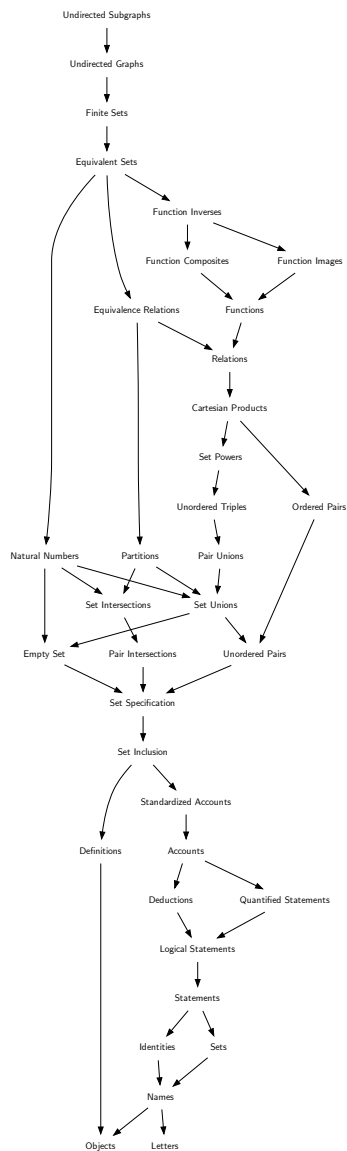 Undirected Subgraphs
Undirected Graphs
Finite Sets
Equivalent Sets
Function Inverses
Function Composites
Function Images
Equivalence Relations
Functions
Relations
Cartesian Products
Set Powers
Unordered Triples
Ordered Pairs
Natural Numbers
Partitions
Pair Unions
Set Intersections
Set Unions
Empty Set
Pair Intersections
Unordered Pairs
Set Specification
Set Inclusion
Standardized Accounts
Definitions
Accounts
Deductions
Quantified Statements
Logical Statements
Statements
Identities
Sets
Names
Objects
Letters